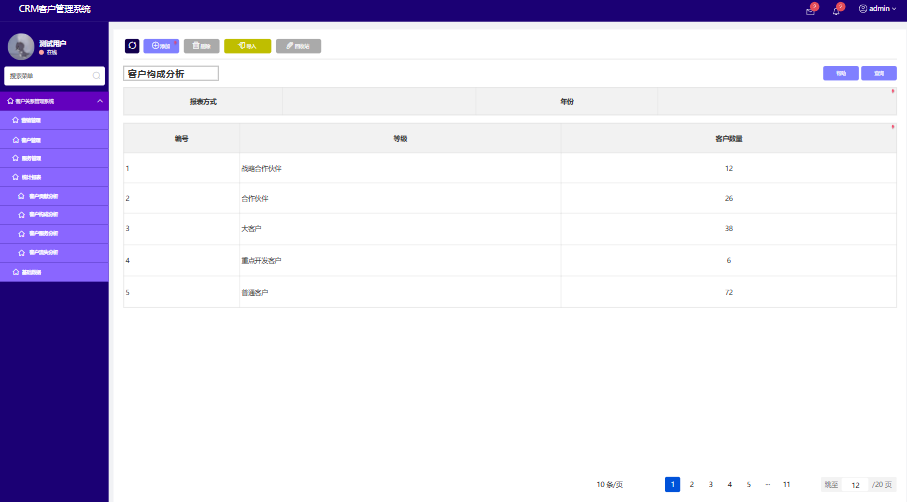 CRM客户管理系统
2
2
admin
测试用户
在线
搜索菜单
客户关系管理系统
营销管理
客户管理
服务管理
统计报表
客户贡献分析
客户构成分析
客户服务分析
客户流失分析
基础数据
添加
删除
导入
客户构成分析
帮助
查询
报表方式
年份
编号
等级
客户数量
1
战略合作伙伴
12
2
合作伙伴
26
3
大客户
38
4
重点开发客户
6
5
普通客户
72
10 条/页
1 2 3 4 5 ··· 11
跳至 12 /20 页